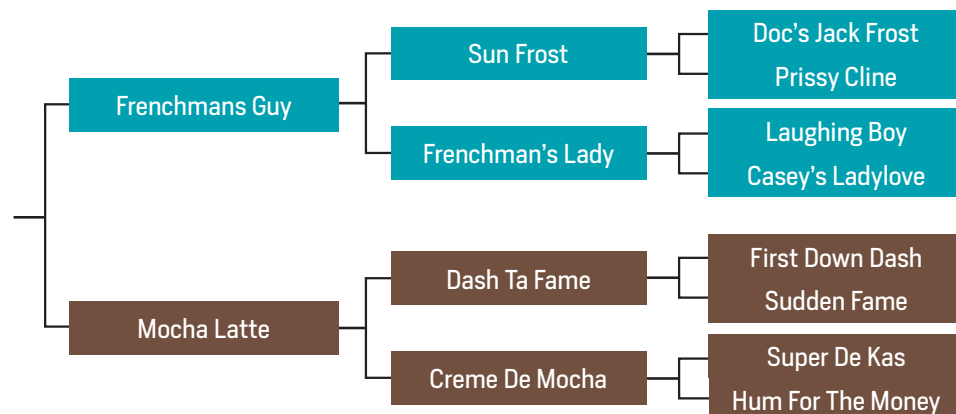 Frenchmans Guy
Sun Frost
Doc’s Jack Frost
Prissy Cline
Frenchman’s Lady
Laughing Boy
Casey’s Ladylove
Mocha Latte
Dash Ta Fame
First Down Dash
Sudden Fame
Creme De Mocha
Super De Kas
Hum For The Money